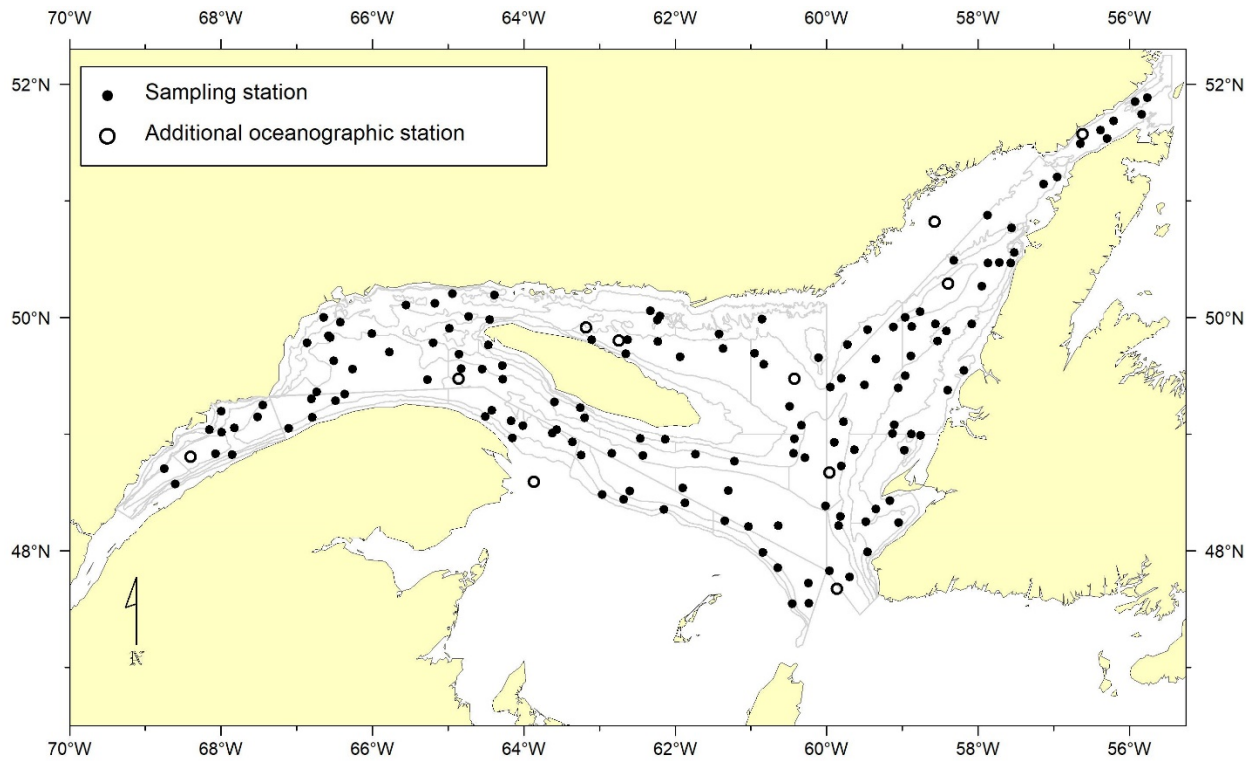 70°W 68°W 66°W 64°W 62°W 60°W 58°W 56°W
52°N 52°N
Sampling station
Additional oceanographic station
50°N 50°N
48°N 48°N
N
70°W 68°W 66°W 64°W 62°W 60°W 58°W 56°W